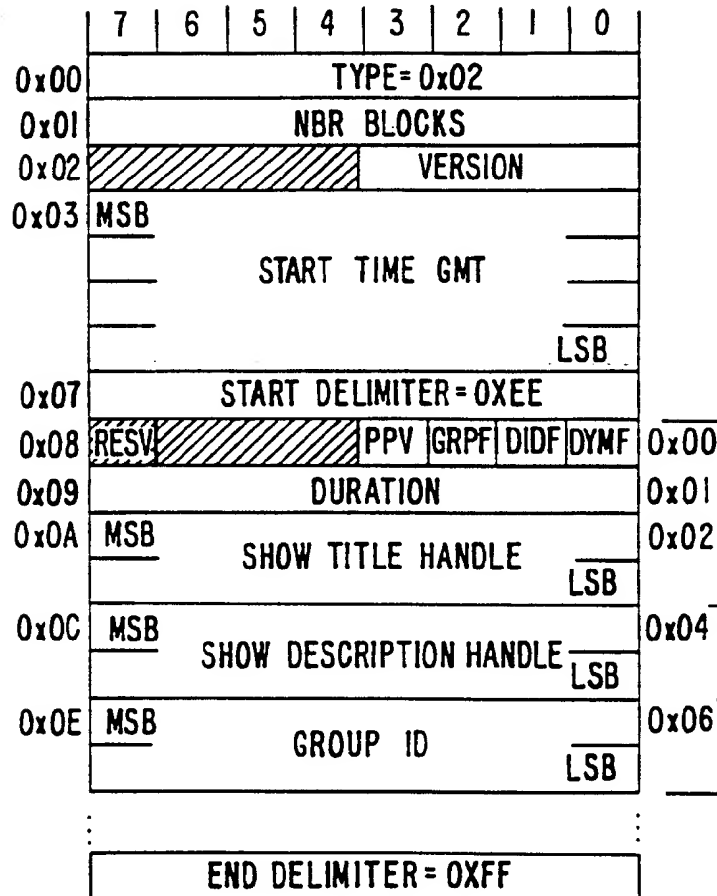 7 6 5 4 3 2 1 0
0x00 TYPE=0x02
0x01 NBR BLOCKS
0x02 VERSION
0x03 MSB
START TIME GMT
LSB
0x07 START DELIMITER=0XEE
0x08 RESV PPV GRPF DIDF DYMF 0x00
0x09 DURATION 0x01
0x0A MSB 0x02
SHOW TITLE HANDLE
LSB
0x0C MSB 0x04
SHOW DESCRIPTION HANDLE
LSB
0x0E MSB 0x06
GROUP ID
LSB
END DELIMITER=0XFF